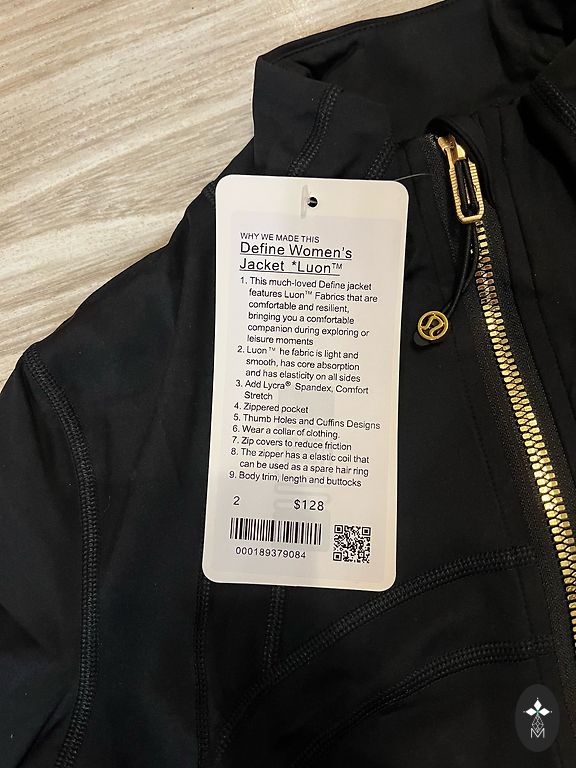 WHY WE MADE THIS
Define Women's
Jacket *Luon™
1. This much-loved Define jacket
features Luon™ Fabrics that are
comfortable and resilient,
bringing you a comfortable
companion during exploring or
leisure moments
2. Luon™ he fabric is light and
smooth, has core absorption
and has elasticity on all sides
3. Add Lycra® Spandex, Comfort
Stretch
4. Zippered pocket
5. Thumb Holes and Cuffins Designs
6. Wear a collar of clothing.
7. Zip covers to reduce friction
8. The zipper has a elastic coil that
can be used as a spare hair ring
9. Body trim, length and buttocks
2 $128
000189379084